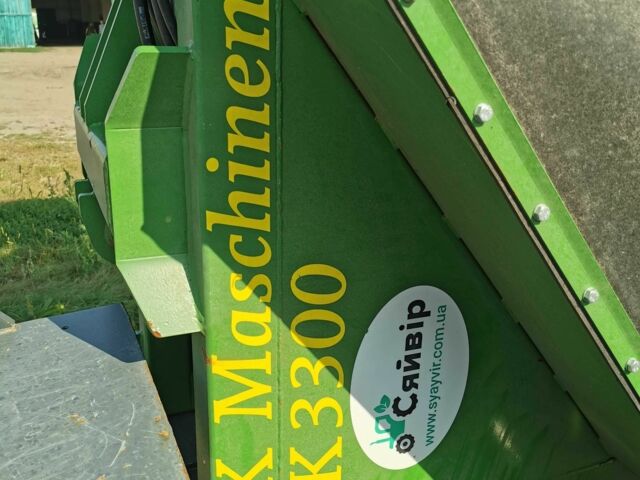 K Maschinen
K3300
Сяйвір
www.syayvir.com.ua